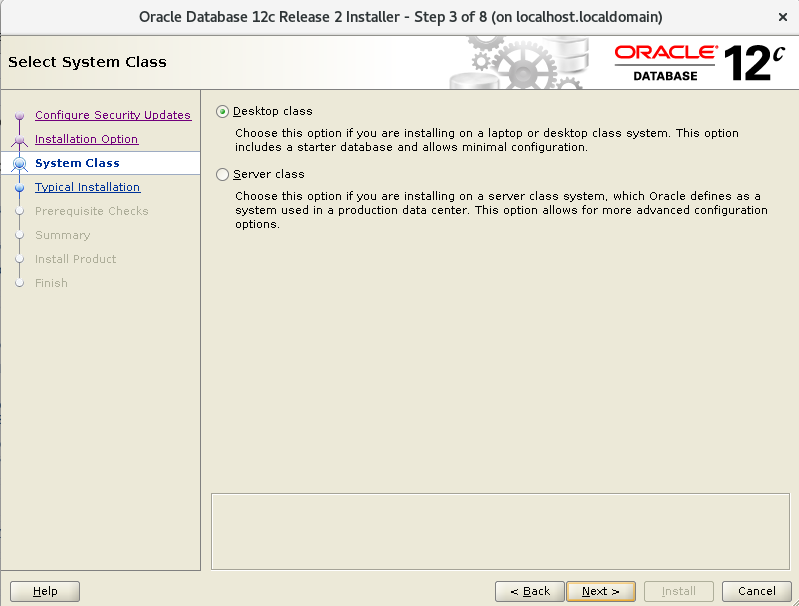 Oracle Database 12c Release 2 Installer - Step 3 of 8 (on localhost.localdomain)
Select System Class
ORACLE
DATABASE
12c
Configure Security Updates
Installation Option
System Class
Typical Installation
Prerequisite Checks
Summary
Install Product
Finish
Desktop class
Choose this option if you are installing on a laptop or desktop class system. This option
includes a starter database and allows minimal configuration.
Server class
Choose this option if you are installing on a server class system, which Oracle defines as a
system used in a production data center. This option allows for more advanced configuration
options.
Help
< Back
Next >
Install
Cancel